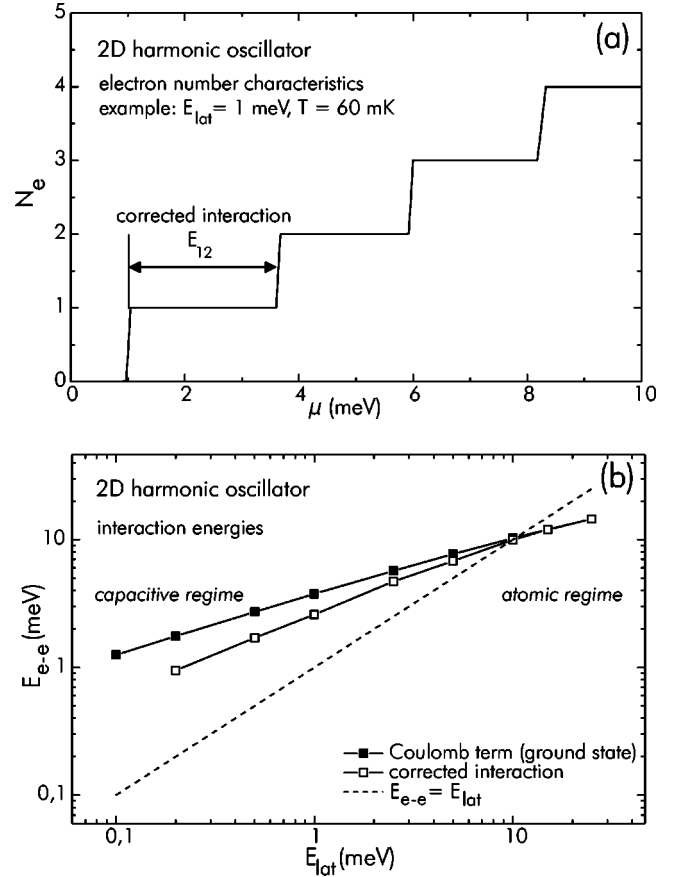 (a)
2D harmonic oscillator
electron number characteristics
example: E_lat = 1 meV, T = 60 mK
corrected interaction
E_12
N_e
5
4
3
2
1
0
0 2 4 6 8 10
μ (meV)
(b)
2D harmonic oscillator
interaction energies
capacitive regime
atomic regime
E_e-e (meV)
10
1
0,1
Coulomb term (ground state)
corrected interaction
E_e-e = E_lat
0,1 1 10
E_lat (meV)